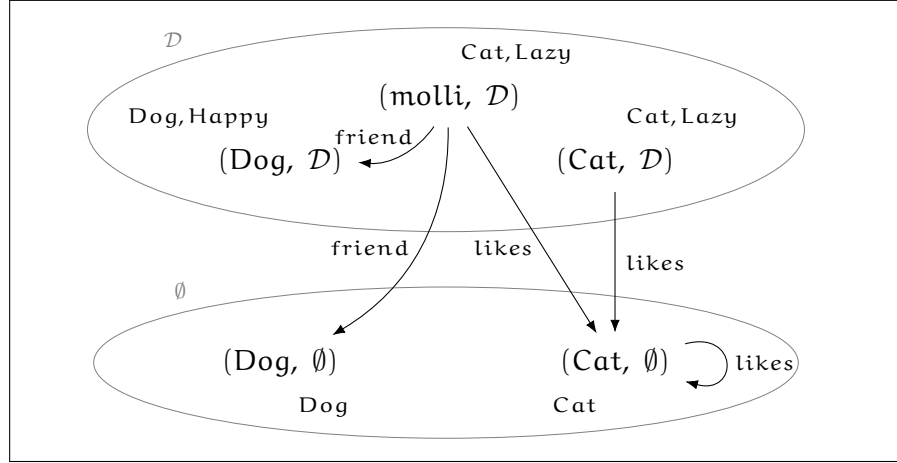 𝒟
Cat, Lazy
(molli, 𝒟)
Dog, Happy
Cat, Lazy
friend
(Dog, 𝒟)
(Cat, 𝒟)
friend
likes
likes
∅
(Dog, ∅)
(Cat, ∅)
likes
Dog
Cat